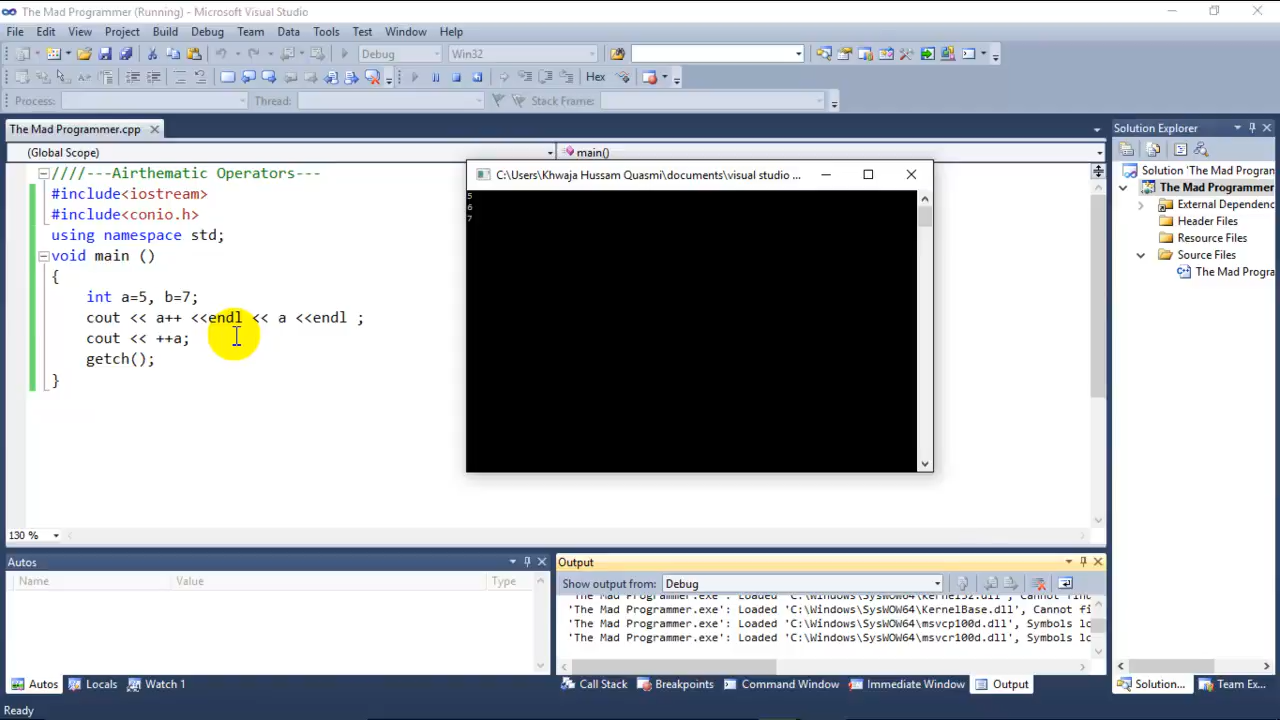 The Mad Programmer (Running) - Microsoft Visual Studio
File Edit View Project Build Debug Team Data Tools Test Window Help
Debug Win32
Hex
Process: Thread: Stack Frame:
The Mad Programmer.cpp
(Global Scope) main()
////---Airthematic Operators---
#include<iostream>
#include<conio.h>
using namespace std;
void main ()
{
int a=5, b=7;
cout << a++ <<endl << a <<endl ;
cout << ++a;
getch();
}
130 %
C:\Users\Khwaja Hussam Quasmi\documents\visual studio ...
5
6
7
Solution Explorer
Solution 'The Mad Program
The Mad Programmer
External Dependenc
Header Files
Resource Files
Source Files
The Mad Progra
Autos
Name Value Type
Output
Show output from: Debug
'The Mad Programmer.exe': Loaded 'C:\Windows\SysWOW64\kernel32.dll', Cannot fin
'The Mad Programmer.exe': Loaded 'C:\Windows\SysWOW64\KernelBase.dll', Cannot fi
'The Mad Programmer.exe': Loaded 'C:\Windows\SysWOW64\msvcp100d.dll', Symbols lo
'The Mad Programmer.exe': Loaded 'C:\Windows\SysWOW64\msvcr100d.dll', Symbols lo
Autos Locals Watch 1
Call Stack Breakpoints Command Window Immediate Window Output
Solution... Team Ex...
Ready